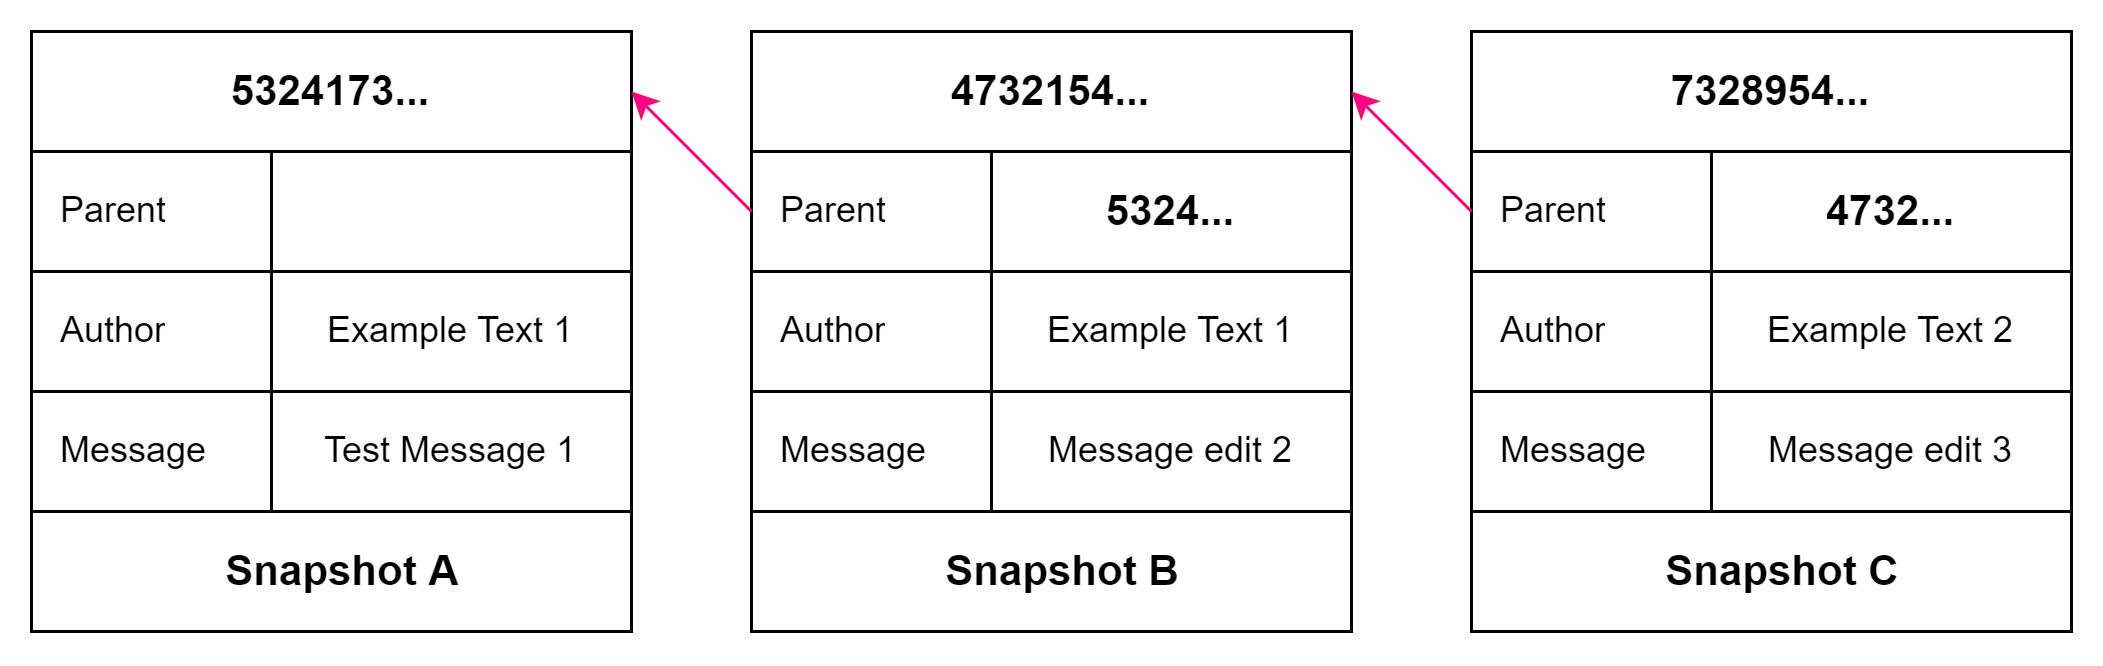 5324173...
Parent
Author Example Text 1
Message Test Message 1
Snapshot A
4732154...
Parent 5324...
Author Example Text 1
Message Message edit 2
Snapshot B
7328954...
Parent 4732...
Author Example Text 2
Message Message edit 3
Snapshot C